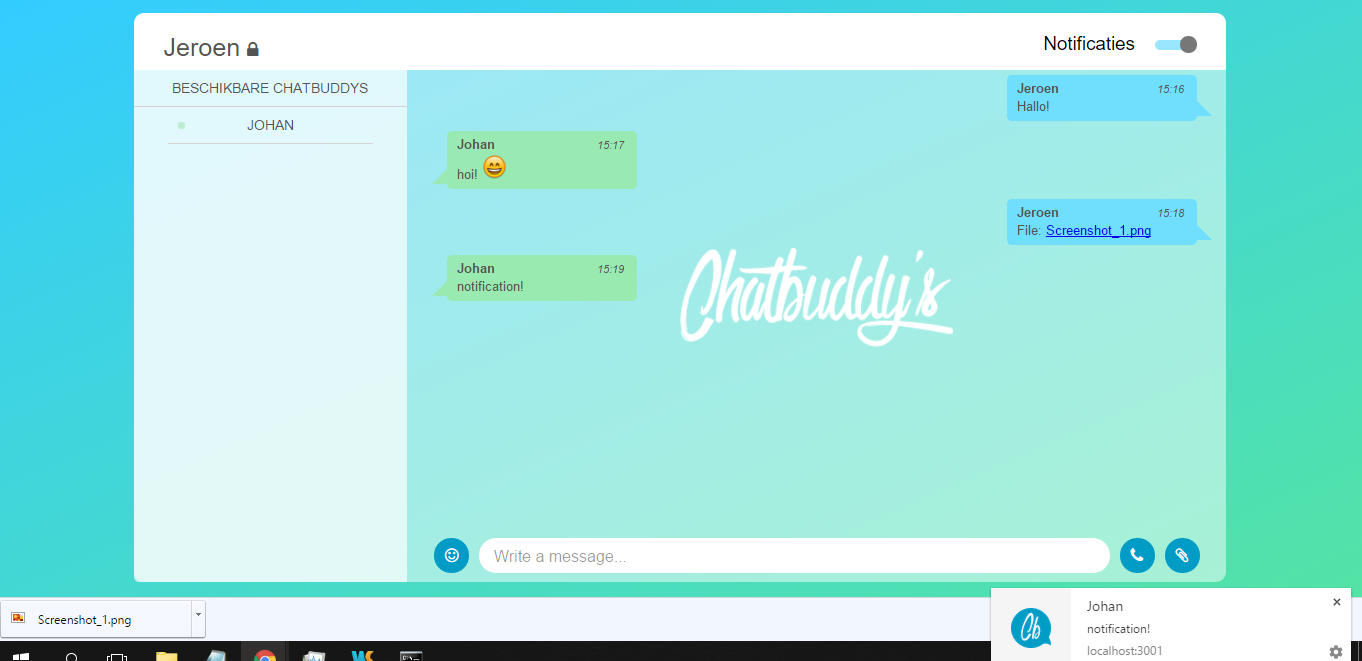 Jeroen
Notificaties
BESCHIKBARE CHATBUDDYS
JOHAN
Jeroen 15:16
Hallo!
Johan 15:17
hoi! 😄
Jeroen 15:18
File: Screenshot_1.png
Johan 15:19
notification!
Chatbuddy's
Write a message...
Screenshot_1.png
Cb
Johan
notification!
localhost:3001